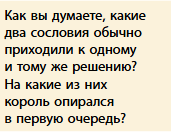 Как вы думаете, какие
два сословия обычно
приходили к одному
и тому же решению?
На какие из них
король опирался
в первую очередь?